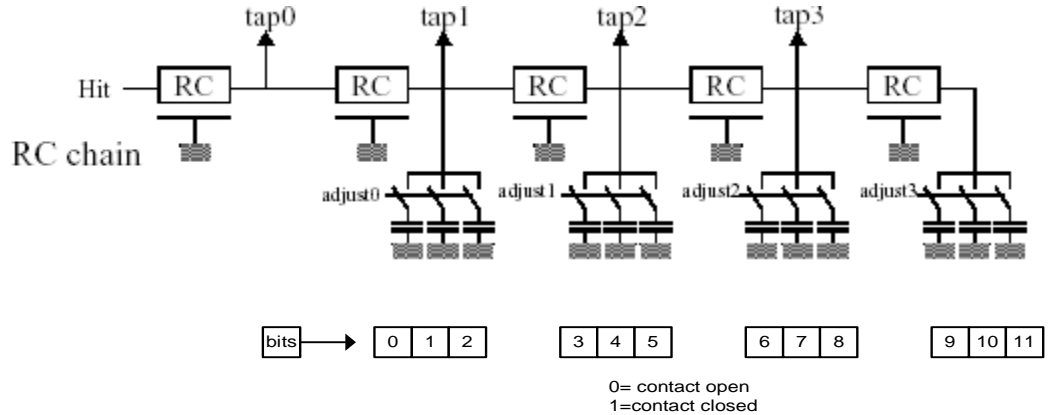 tap0 tap1 tap2 tap3
Hit RC RC RC RC RC
RC chain
adjust0 adjust1 adjust2 adjust3
bits 0 1 2 3 4 5 6 7 8 9 10 11
0= contact open
1=contact closed